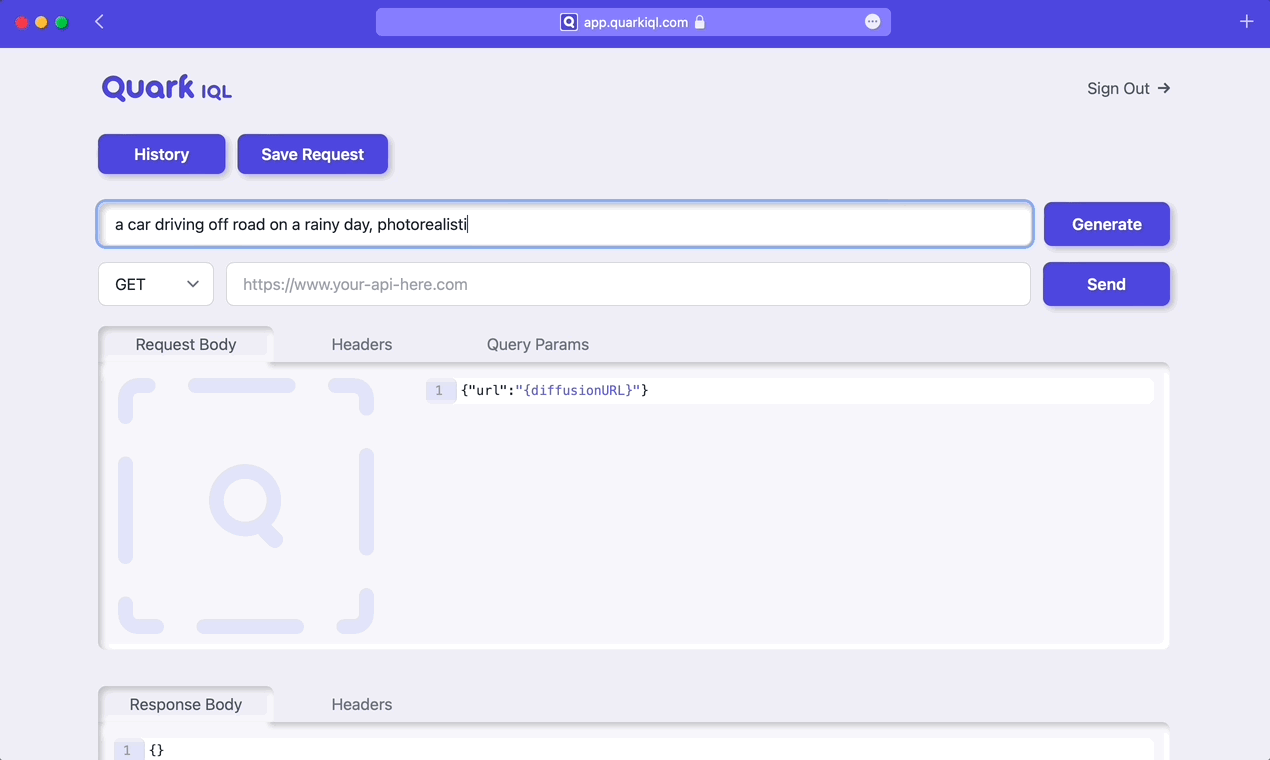 app.quarkiql.com
Quark IQL
Sign Out →
History Save Request
a car driving off road on a rainy day, photorealisti
Generate
GET https://www.your-api-here.com Send
Request Body Headers Query Params
1 {"url":"{diffusionURL}"}
Response Body Headers
1 {}